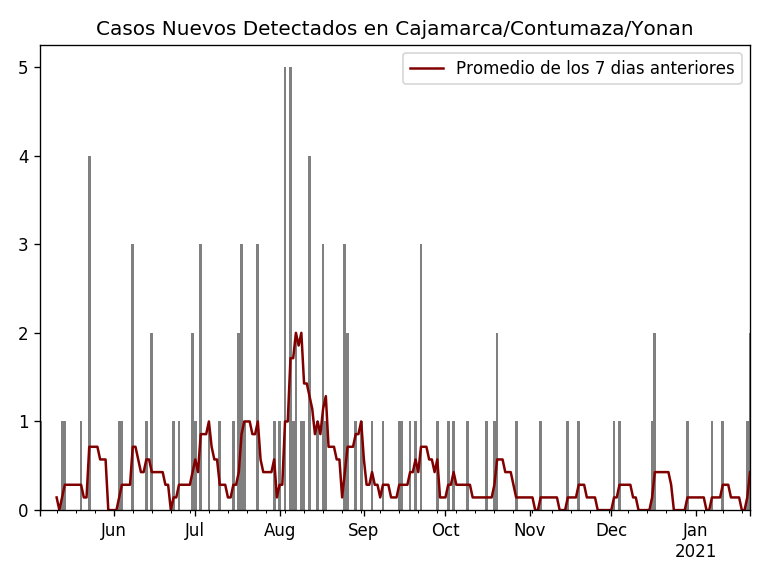 Casos Nuevos Detectados en Cajamarca/Contumaza/Yonan
Promedio de los 7 dias anteriores
5
4
3
2
1
0
Jun Jul Aug Sep Oct Nov Dec Jan
2021